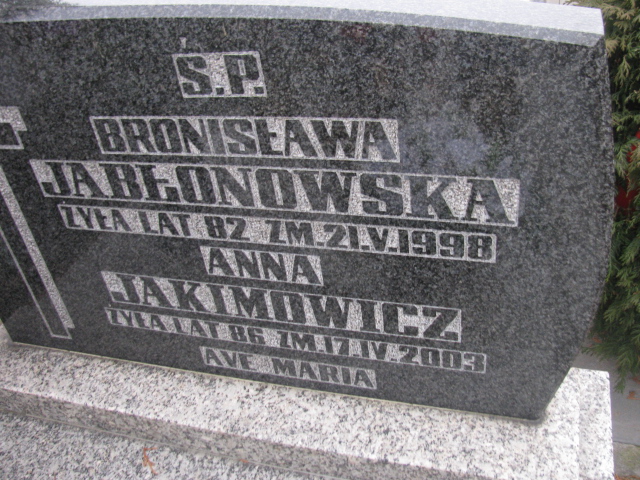 Ś.P.
BRONISŁAWA
JABŁONOWSKA
ŻYŁA LAT 82 ZM.21.V.1998
ANNA
JAKIMOWICZ
ŻYŁA LAT 86 ZM.17.IV.2003
AVE MARIA